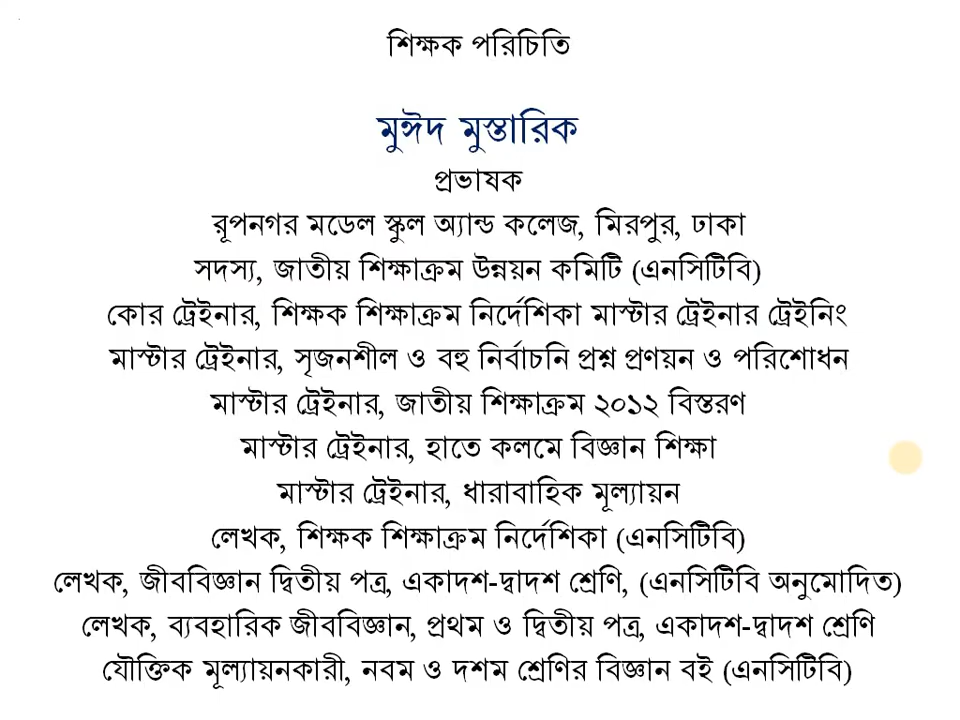 শিক্ষক পরিচিতি
মুঈদ মুস্তারিক
প্রভাষক
রূপনগর মডেল স্কুল অ্যান্ড কলেজ, মিরপুর, ঢাকা
সদস্য, জাতীয় শিক্ষাক্রম উন্নয়ন কমিটি (এনসিটিবি)
কোর ট্রেইনার, শিক্ষক শিক্ষাক্রম নির্দেশিকা মাস্টার ট্রেইনার ট্রেইনিং
মাস্টার ট্রেইনার, সৃজনশীল ও বহু নির্বাচনি প্রশ্ন প্রণয়ন ও পরিশোধন
মাস্টার ট্রেইনার, জাতীয় শিক্ষাক্রম ২০১২ বিস্তরণ
মাস্টার ট্রেইনার, হাতে কলমে বিজ্ঞান শিক্ষা
মাস্টার ট্রেইনার, ধারাবাহিক মূল্যায়ন
লেখক, শিক্ষক শিক্ষাক্রম নির্দেশিকা (এনসিটিবি)
লেখক, জীববিজ্ঞান দ্বিতীয় পত্র, একাদশ-দ্বাদশ শ্রেণি, (এনসিটিবি অনুমোদিত)
লেখক, ব্যবহারিক জীববিজ্ঞান, প্রথম ও দ্বিতীয় পত্র, একাদশ-দ্বাদশ শ্রেণি
যৌক্তিক মূল্যায়নকারী, নবম ও দশম শ্রেণির বিজ্ঞান বই (এনসিটিবি)